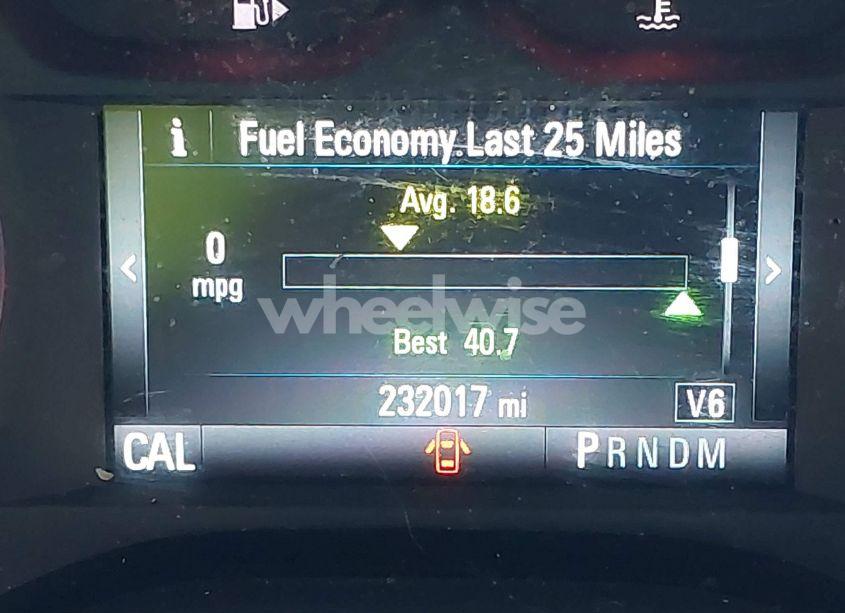 i Fuel Economy Last 25 Miles
Avg. 18.6
0
mpg
wheelwise
Best 40.7
232017 mi V6
CAL PRNDM